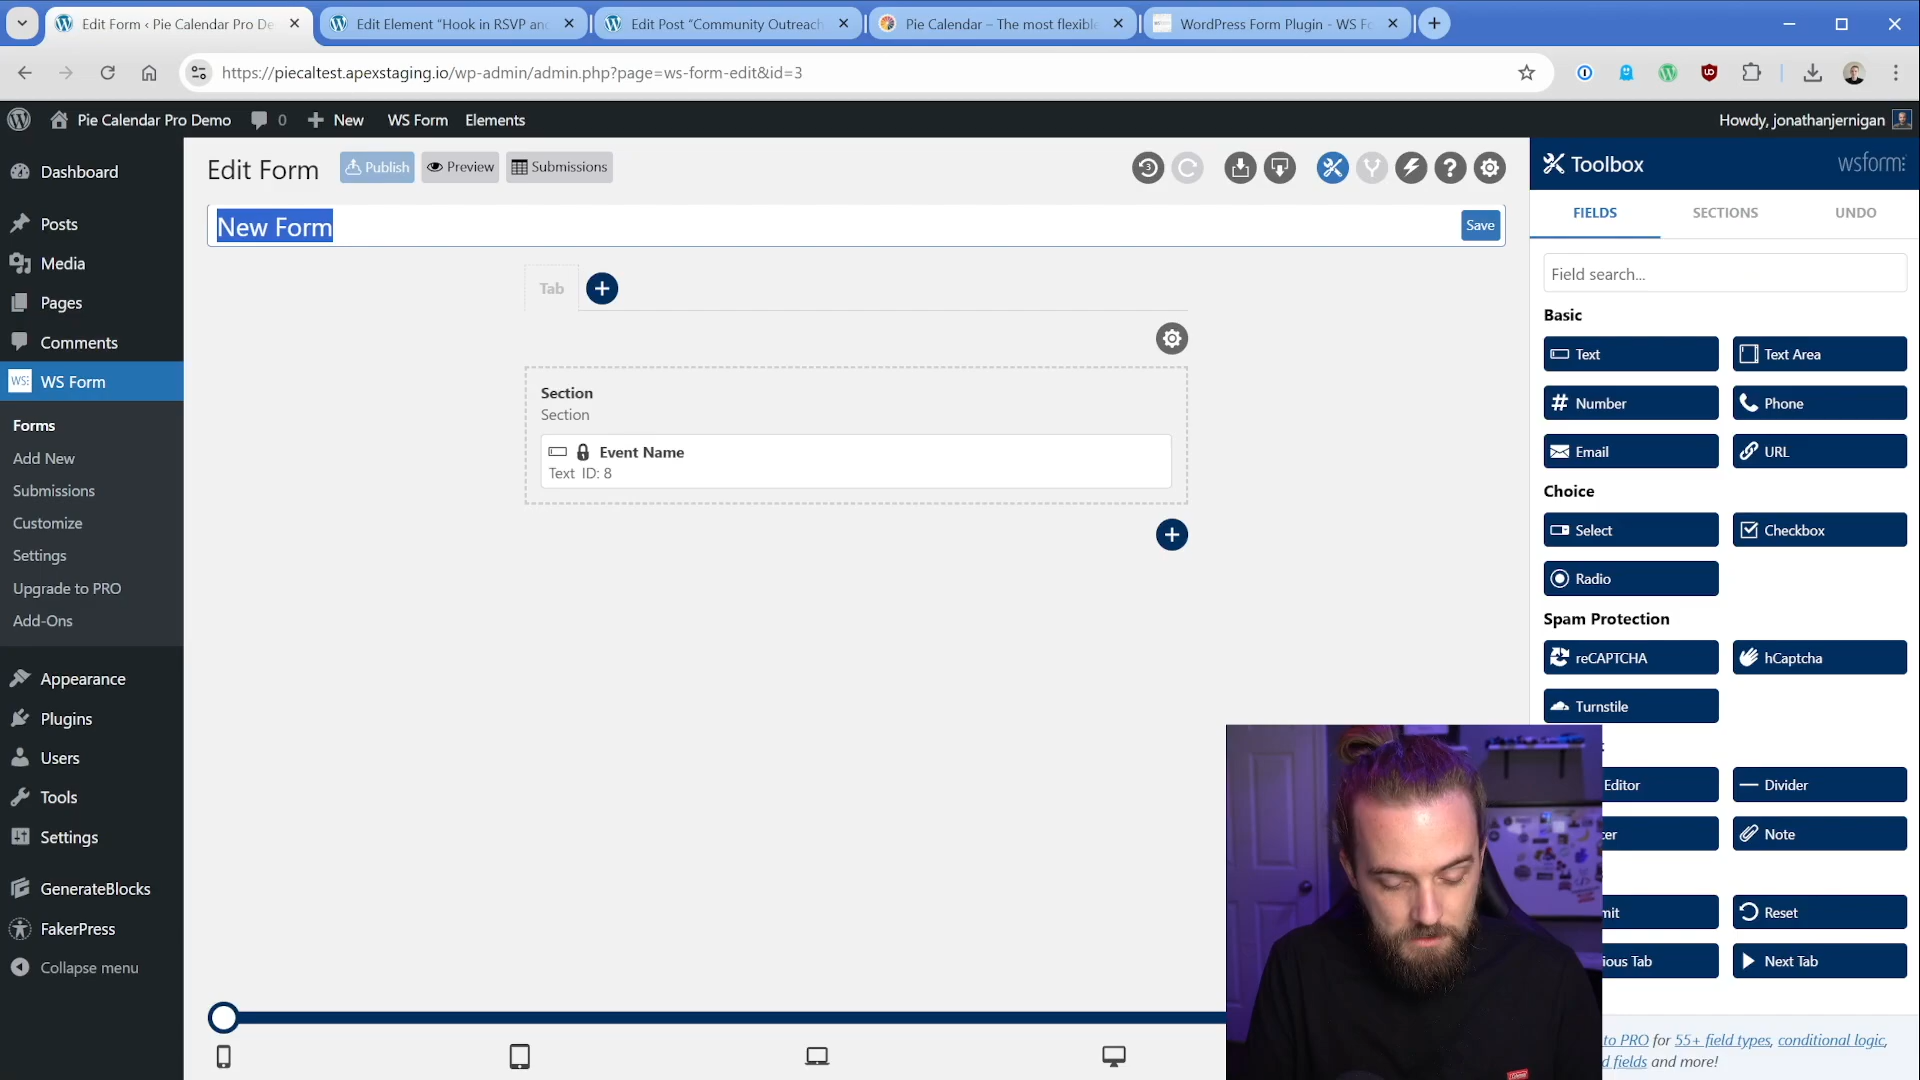 Edit Form ‹ Pie Calendar Pro De
Edit Element “Hook in RSVP and
Edit Post “Community Outreach
Pie Calendar – The most flexible
WordPress Form Plugin - WS Fo
https://piecaltest.apexstaging.io/wp-admin/admin.php?page=ws-form-edit&id=3
Pie Calendar Pro Demo
0
New
WS Form
Elements
Howdy, jonathanjernigan
Dashboard
Posts
Media
Pages
Comments
WS Form
Forms
Add New
Submissions
Customize
Settings
Upgrade to PRO
Add-Ons
Appearance
Plugins
Users
Tools
Settings
GenerateBlocks
FakerPress
Collapse menu
Edit Form
Publish
Preview
Submissions
New Form
Save
Tab
Section
Section
Event Name
Text ID: 8
Toolbox
wsform
FIELDS
SECTIONS
UNDO
Field search...
Basic
Text
Text Area
Number
Phone
Email
URL
Choice
Select
Checkbox
Radio
Spam Protection
reCAPTCHA
hCaptcha
Turnstile
Editor
Divider
Note
Reset
Tab
Next Tab
to PRO for 55+ field types, conditional logic,
fields and more!